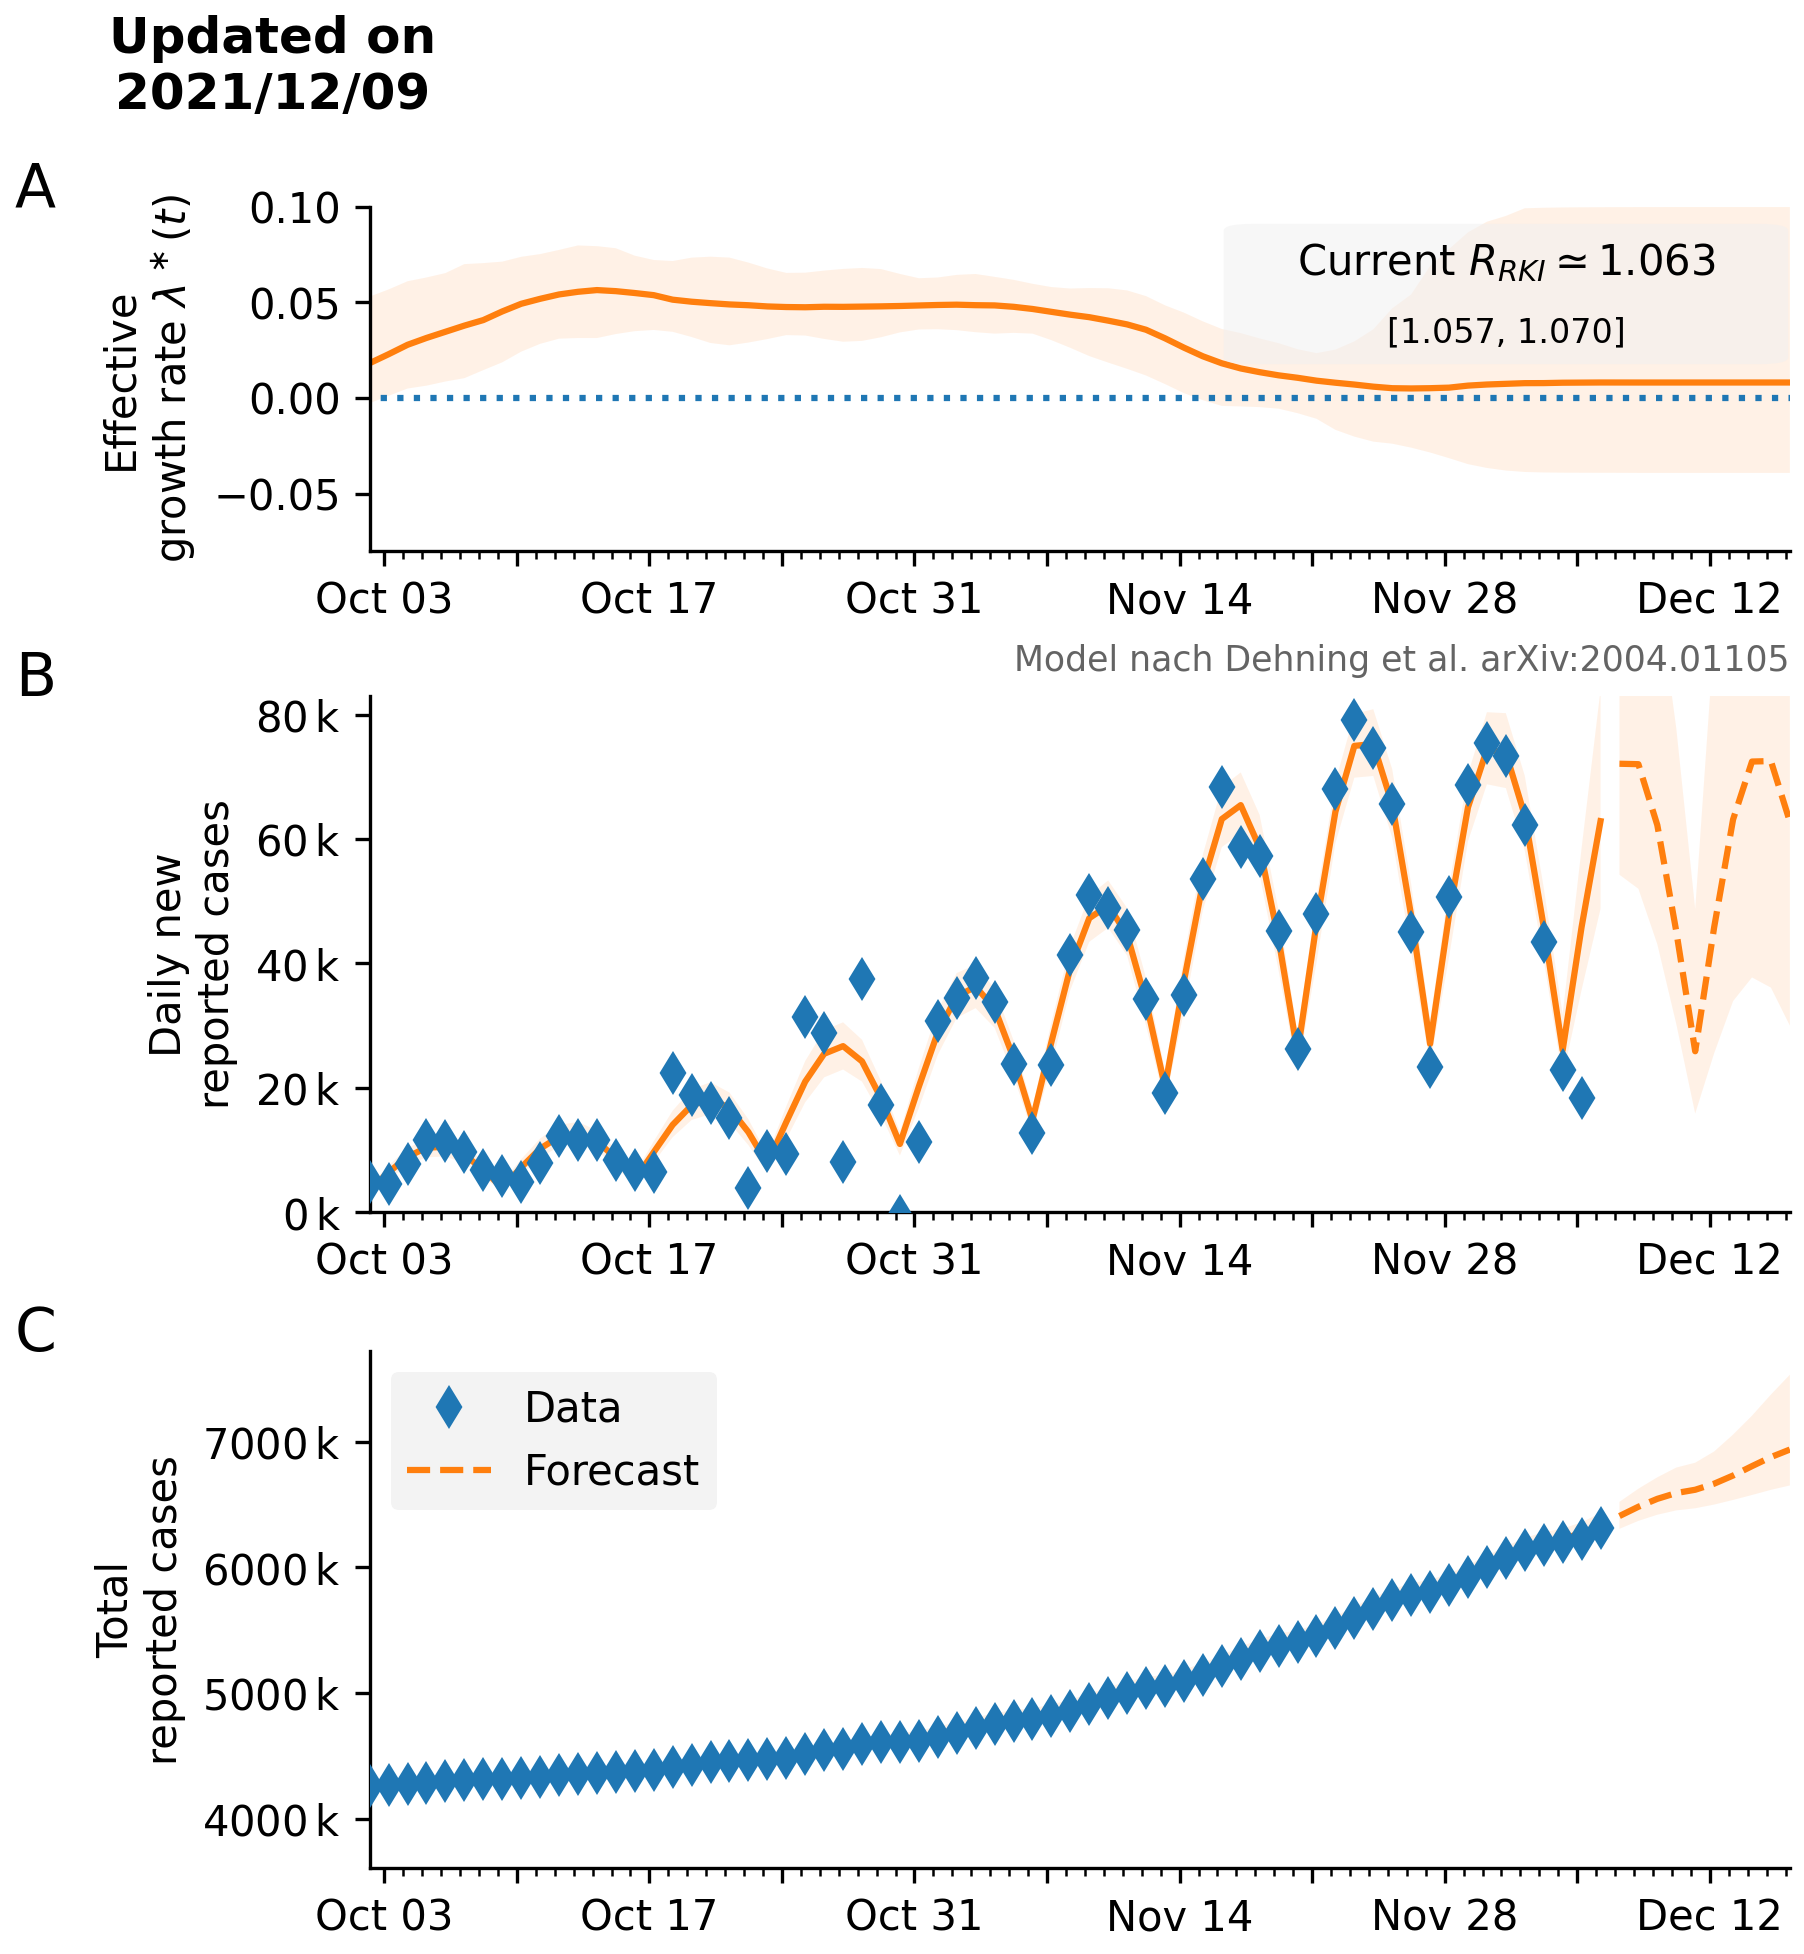 Updated on
2021/12/09
A
Effective
growth rate λ * (t)
0.10
0.05
0.00
−0.05
Current R_RKI ≃ 1.063
[1.057, 1.070]
Oct 03 Oct 17 Oct 31 Nov 14 Nov 28 Dec 12
Model nach Dehning et al. arXiv:2004.01105
B
Daily new
reported cases
80 k
60 k
40 k
20 k
0 k
Oct 03 Oct 17 Oct 31 Nov 14 Nov 28 Dec 12
C
Total
reported cases
7000 k
6000 k
5000 k
4000 k
Data
Forecast
Oct 03 Oct 17 Oct 31 Nov 14 Nov 28 Dec 12